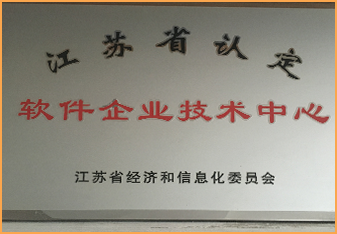 江苏省认定
软件企业技术中心
江苏省经济和信息化委员会